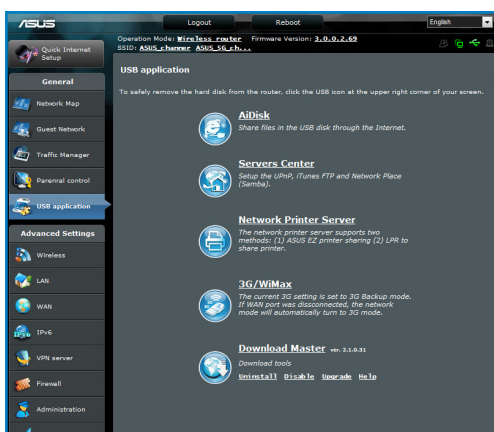 ASUS
Logout
Reboot
English
Operation Mode: Wireless router Firmware Version: 3.0.0.2.69
SSID: ASUS_channer ASUS_5G_ch...
Quick Internet
Setup
General
Network Map
Guest Network
Traffic Manager
Parenral control
USB application
Advanced Settings
Wireless
LAN
WAN
IPv6
VPN server
Firewall
Administration
USB application
To safely remove the hard disk from the router, click the USB icon at the upper right corner of your screen.
AiDisk
Share files in the USB disk through the Internet.
Servers Center
Setup the UPnP, iTunes FTP and Network Place
(Samba).
Network Printer Server
The network printer server supports two
methods: (1) ASUS EZ printer sharing (2) LPR to
share printer.
3G/WiMax
The current 3G setting is set to 3G Backup mode.
If WAN port was dissconnected, the network
mode will automatically turn to 3G mode.
Download Master ver. 2.1.0.31
Download tools
Uninstall Disable Upgrade Help